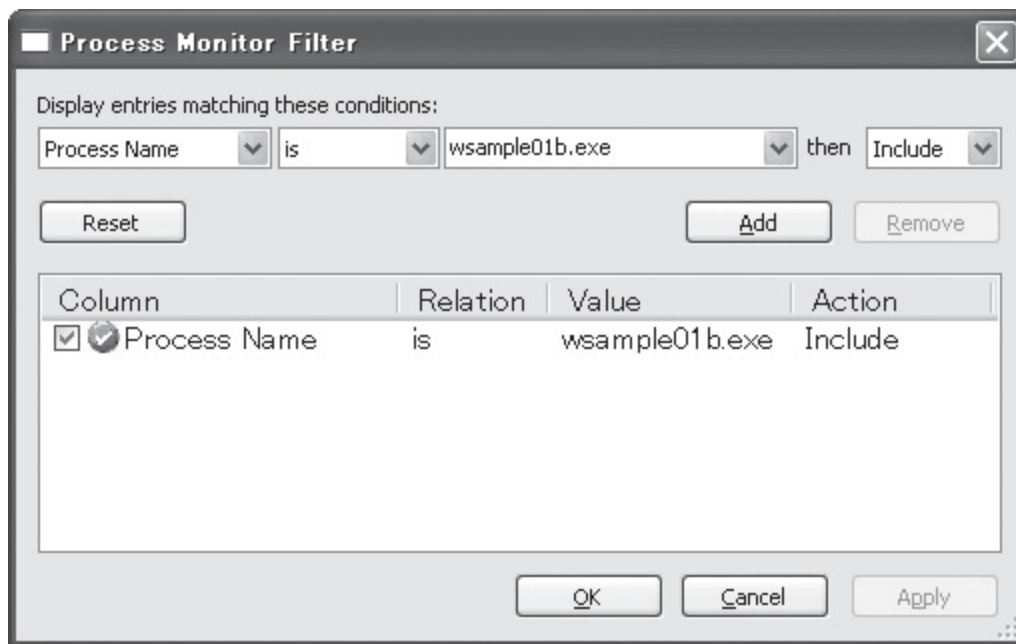 Process Monitor Filter
Display entries matching these conditions:
Process Name is wsample01b.exe then Include
Reset Add Remove
Column Relation Value Action
Process Name is wsample01b.exe Include
OK Cancel Apply